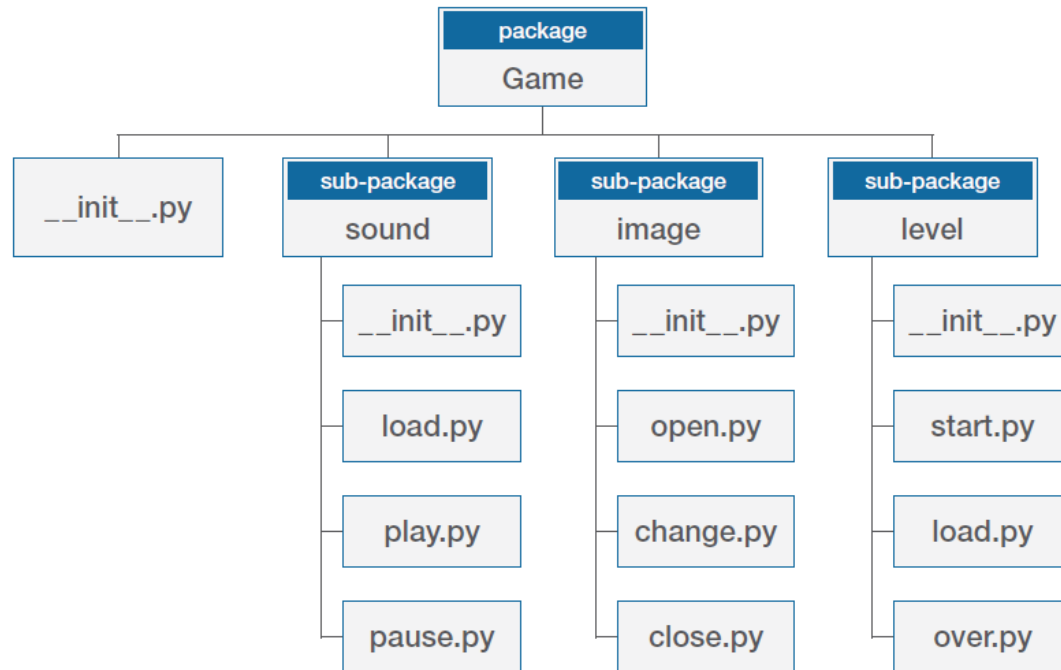 package
Game
__init__.py
sub-package
sound
__init__.py
load.py
play.py
pause.py
sub-package
image
__init__.py
open.py
change.py
close.py
sub-package
level
__init__.py
start.py
load.py
over.py